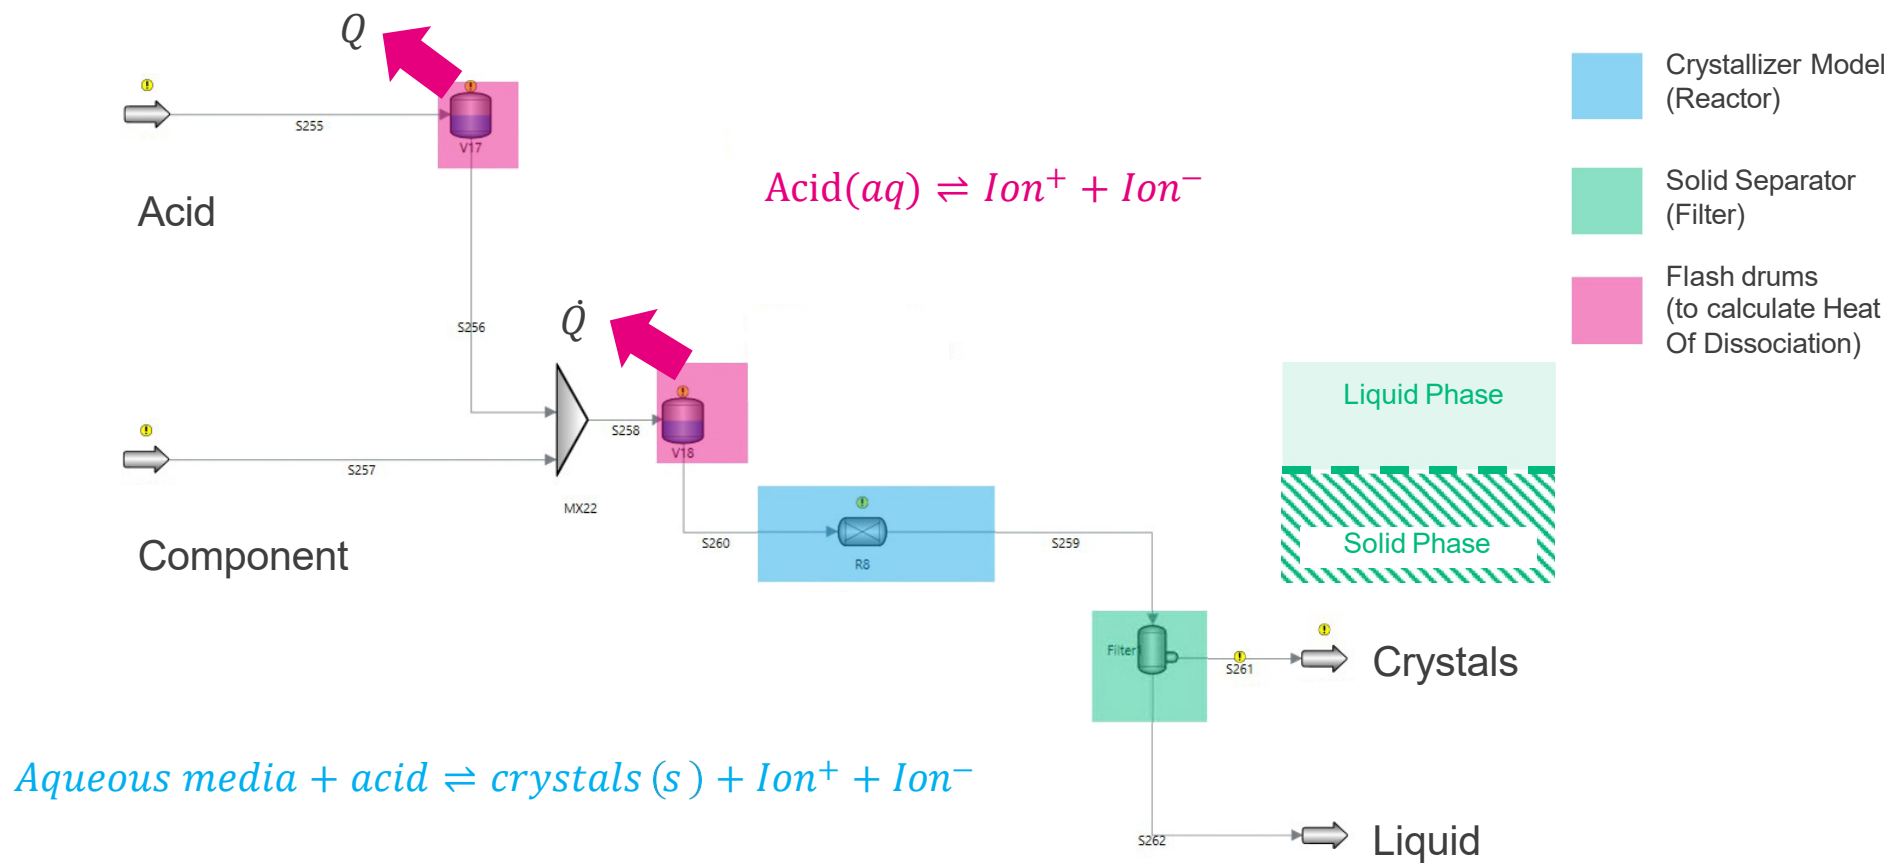 Q
S255
V17
Acid
Acid(aq) ⇌ Ion⁺ + Ion⁻
Crystallizer Model
(Reactor)
Solid Separator
(Filter)
Flash drums
(to calculate Heat
Of Dissociation)
S256
Q̇
S258
V18
S257
MX22
Component
S260
R8
S259
Liquid Phase
Solid Phase
Filter
S261
Crystals
Aqueous media + acid ⇌ crystals (s) + Ion⁺ + Ion⁻
S262
Liquid